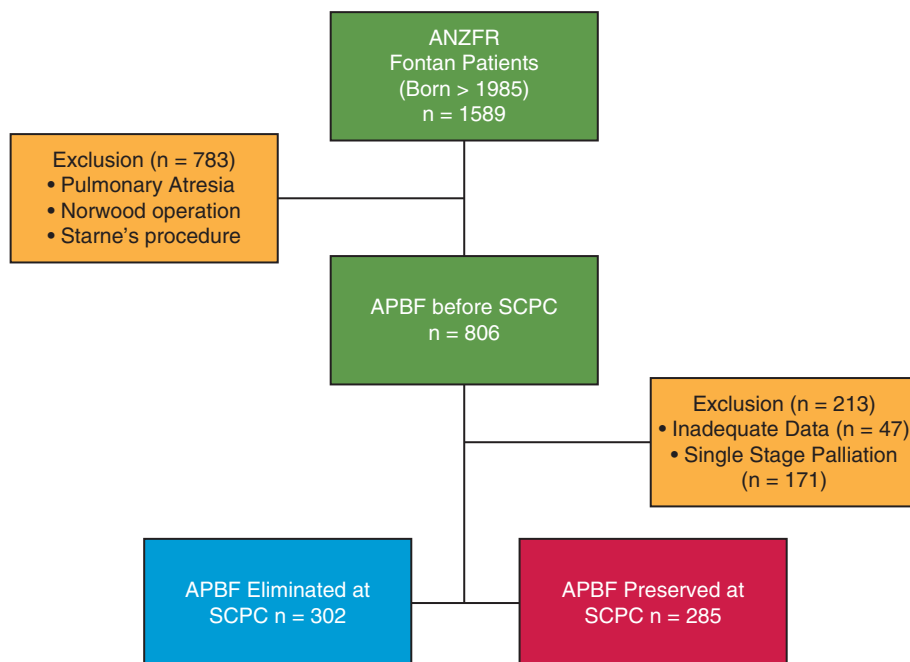 ANZFR
Fontan Patients
(Born > 1985)
n = 1589
Exclusion (n = 783)
• Pulmonary Atresia
• Norwood operation
• Starne's procedure
APBF before SCPC
n = 806
Exclusion (n = 213)
• Inadequate Data (n = 47)
• Single Stage Palliation
(n = 171)
APBF Eliminated at
SCPC n = 302
APBF Preserved at
SCPC n = 285